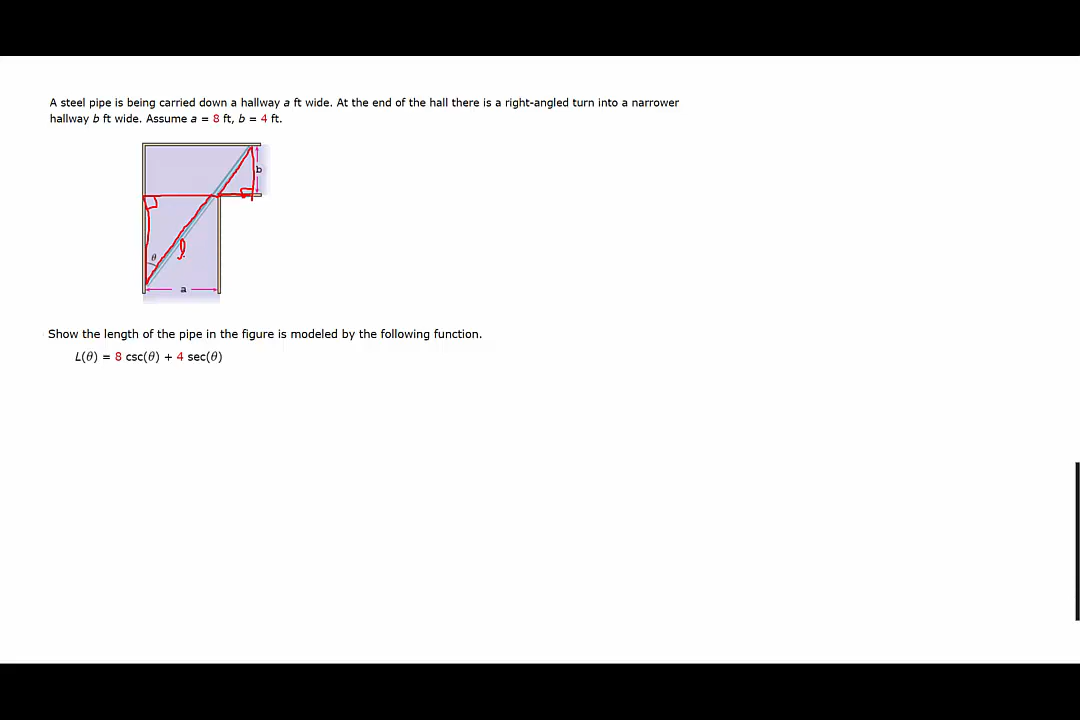 A steel pipe is being carried down a hallway a ft wide. At the end of the hall there is a right-angled turn into a narrower
hallway b ft wide. Assume a = 8 ft, b = 4 ft.
b
θ
l
a
Show the length of the pipe in the figure is modeled by the following function.
L(θ) = 8 csc(θ) + 4 sec(θ)